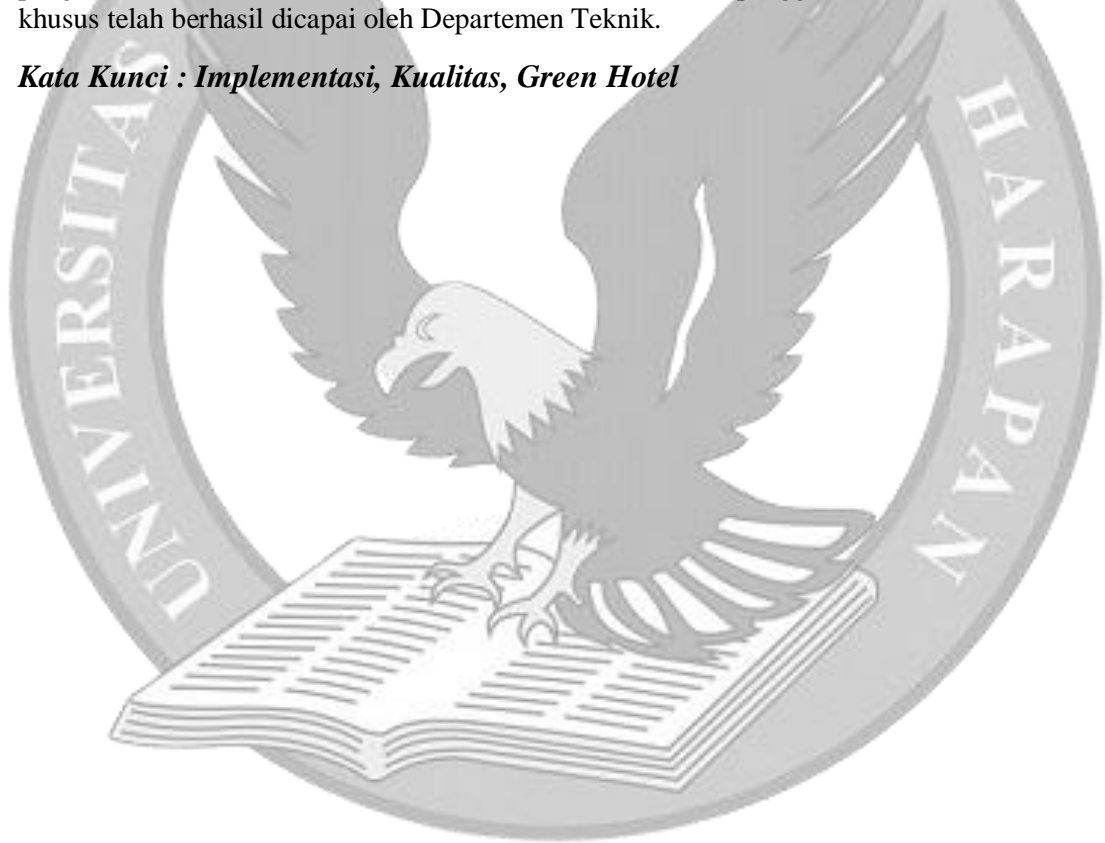 khusus telah berhasil dicapai oleh Departemen Teknik.
Kata Kunci : Implementasi, Kualitas, Green Hotel
UNIVERSITAS
HARAPAN